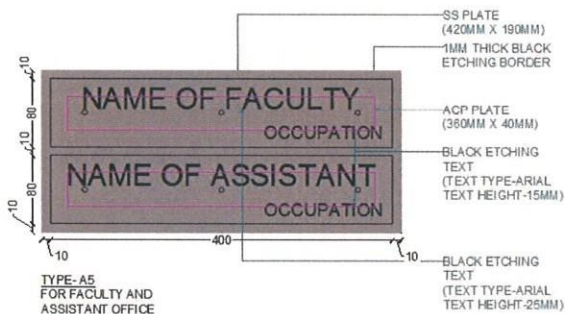 SS PLATE
(420MM X 190MM)
1MM THICK BLACK
ETCHING BORDER
10
80
10
80
10
NAME OF FACULTY
OCCUPATION
NAME OF ASSISTANT
OCCUPATION
ACP PLATE
(360MM X 40MM)
BLACK ETCHING
TEXT
(TEXT TYPE-ARIAL
TEXT HEIGHT-15MM)
10
400
10
BLACK ETCHING
TEXT
(TEXT TYPE-ARIAL
TEXT HEIGHT-25MM)
TYPE-A5
FOR FACULTY AND
ASSISTANT OFFICE